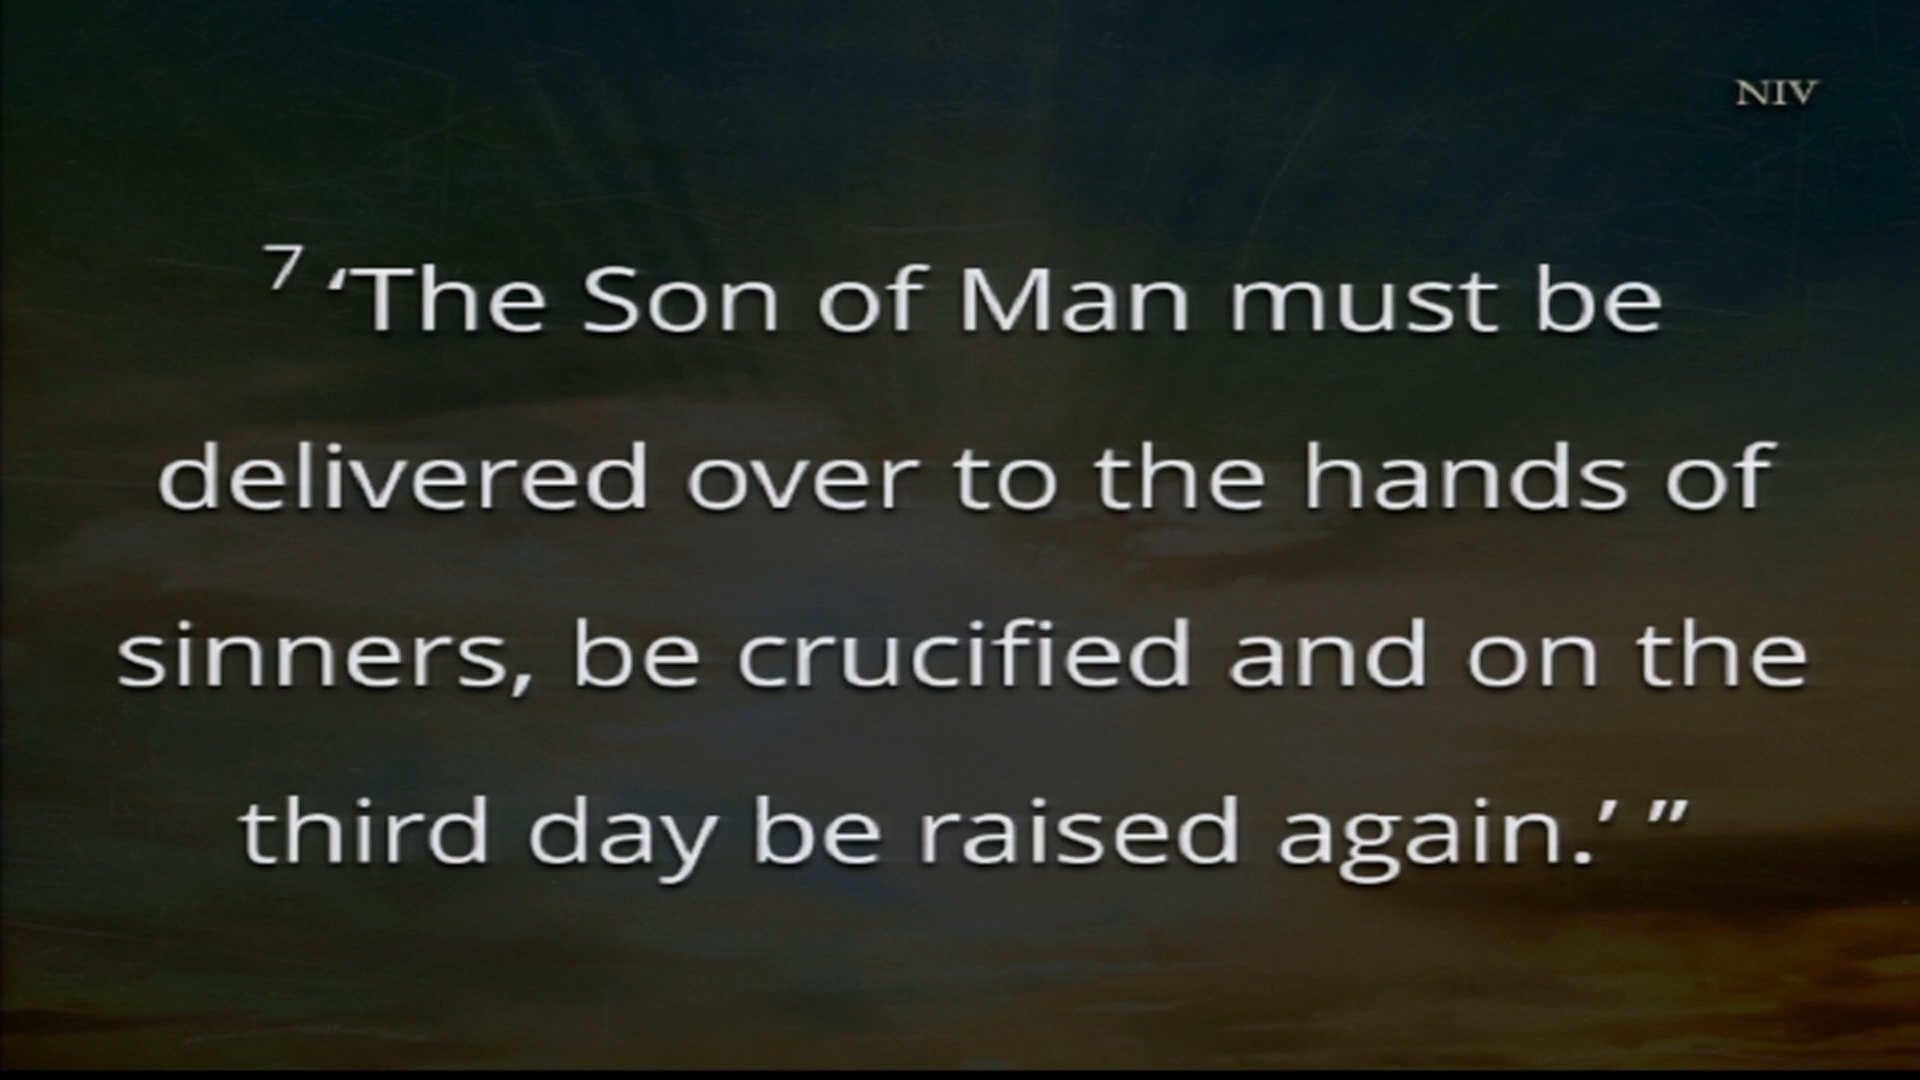 NIV
7 ‘The Son of Man must be
delivered over to the hands of
sinners, be crucified and on the
third day be raised again.’ ”